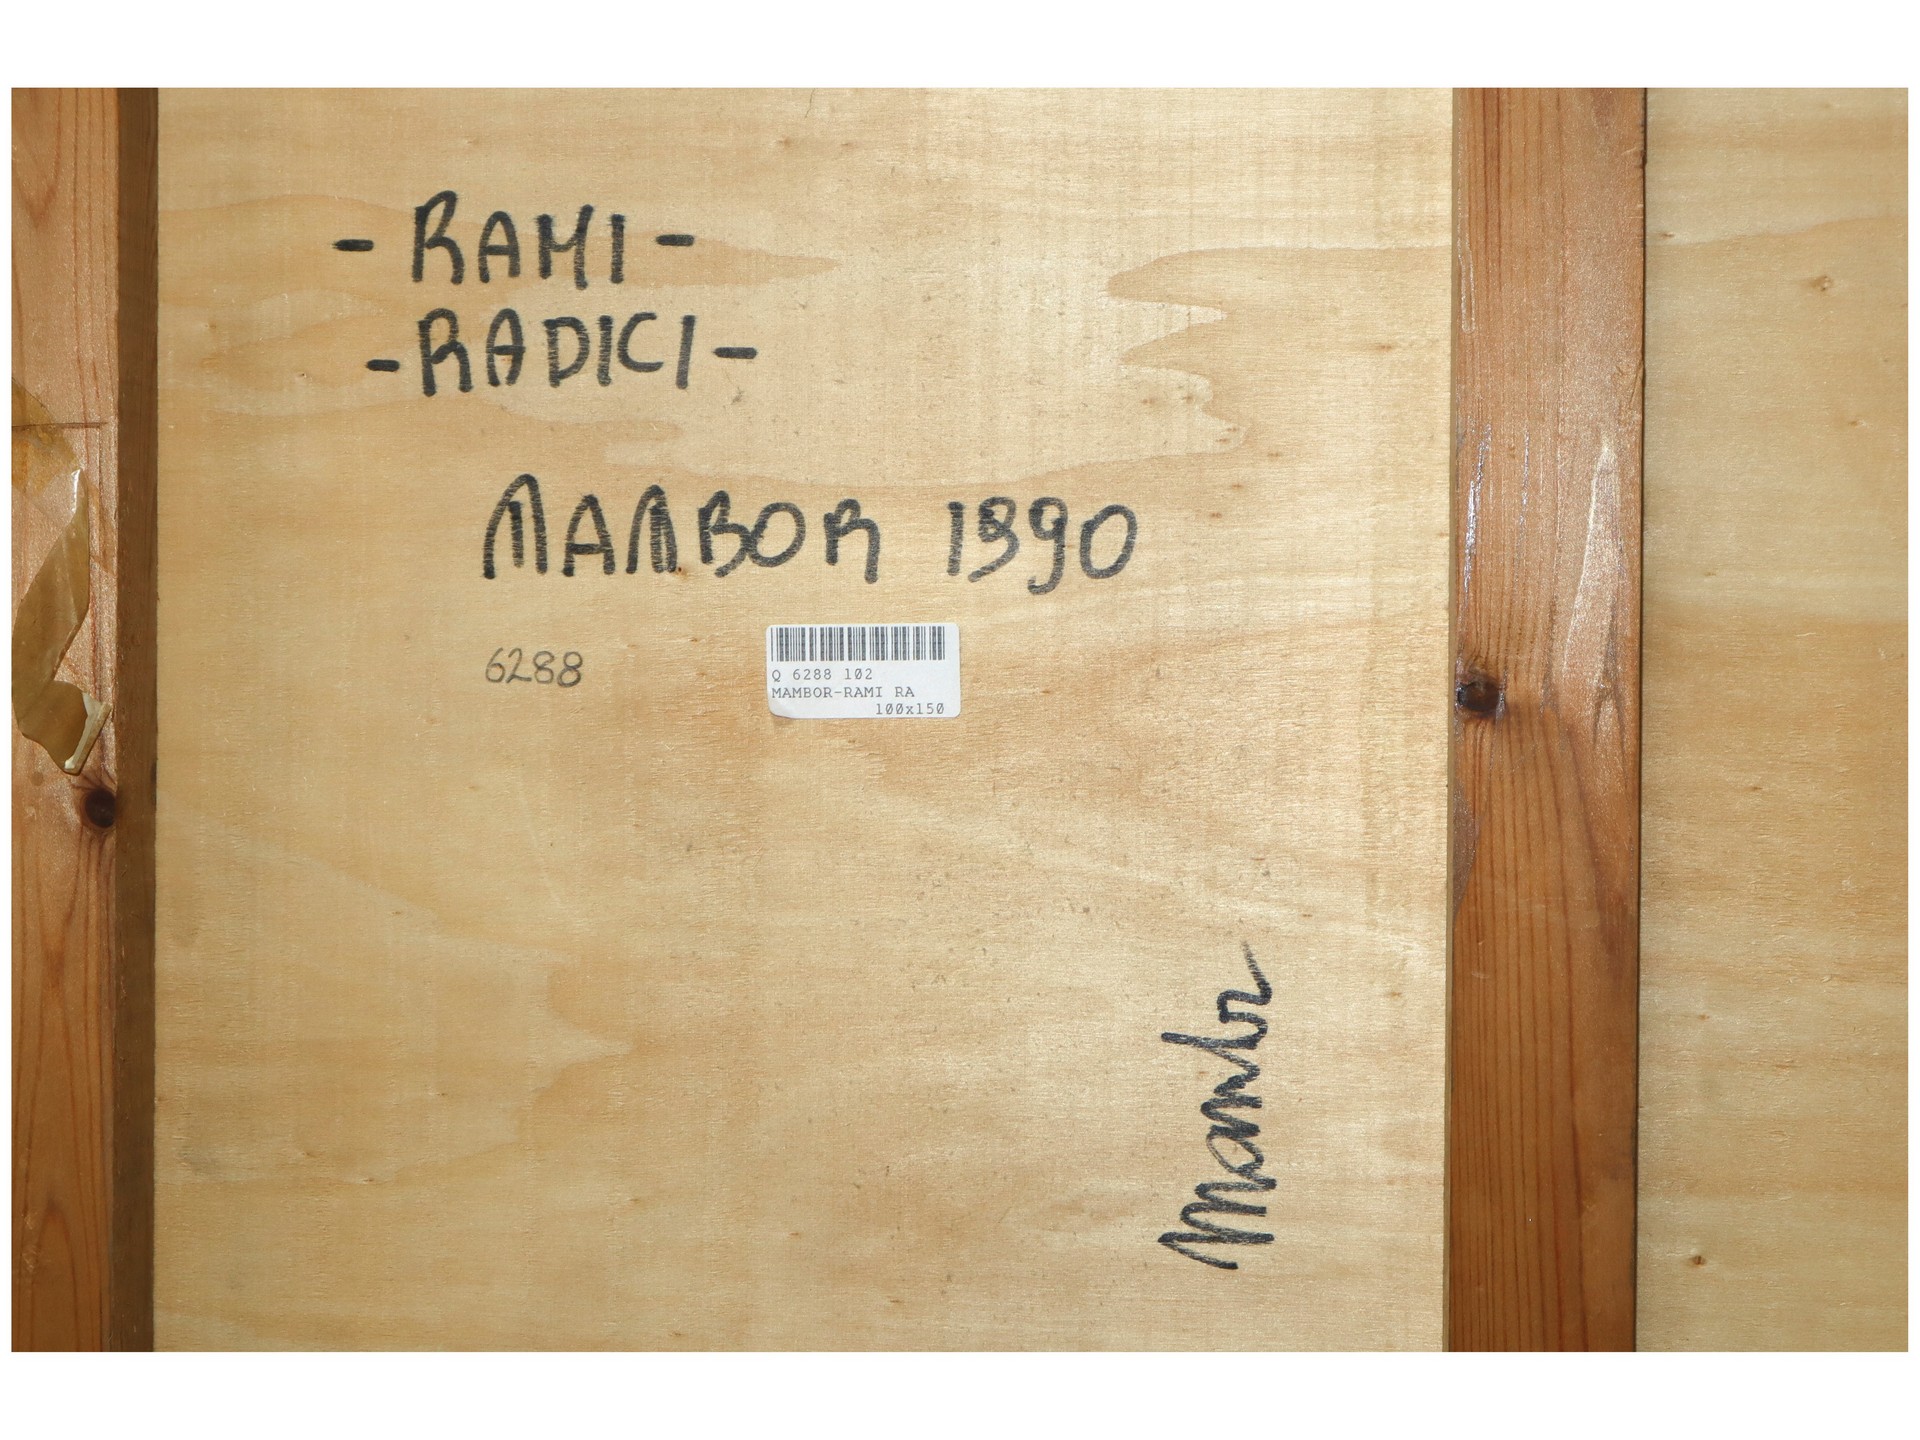 - RAMI -
- RADICI -
MAMBOR 1990
6288
Q 6288 102
MAMBOR-RAMI RA
100x150
Mambor